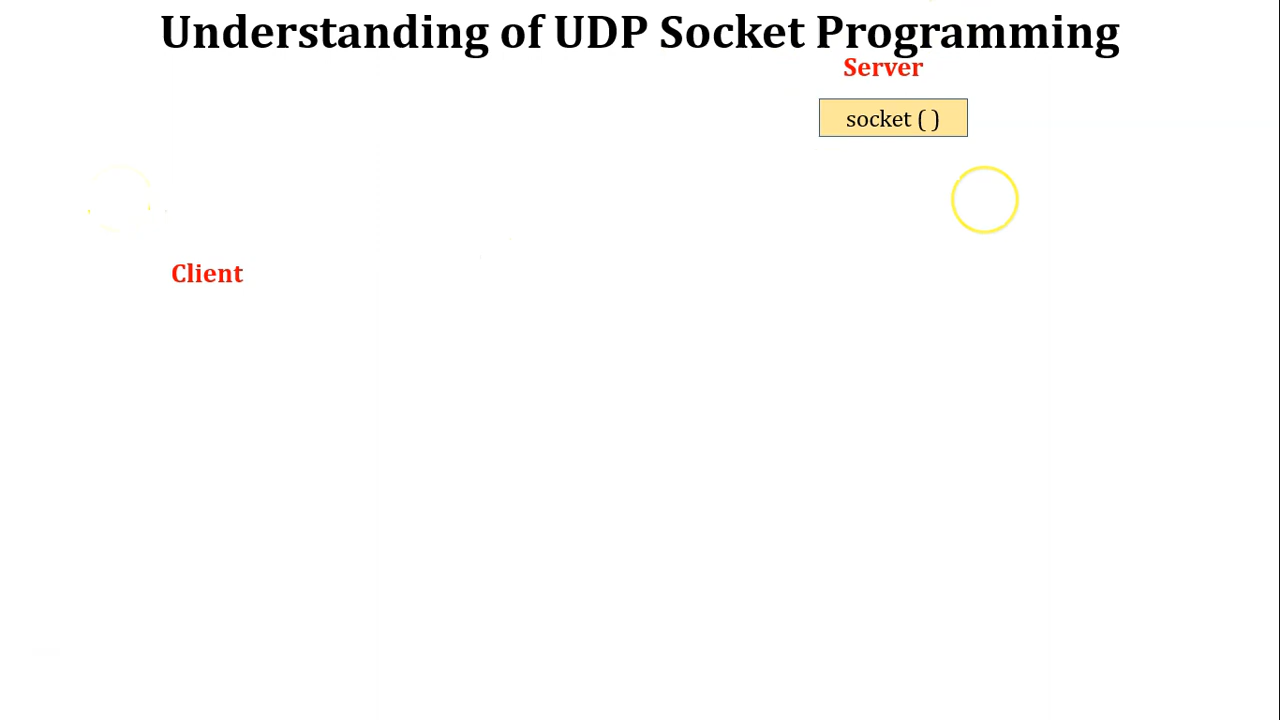 Understanding of UDP Socket Programming
Server
socket ( )
Client